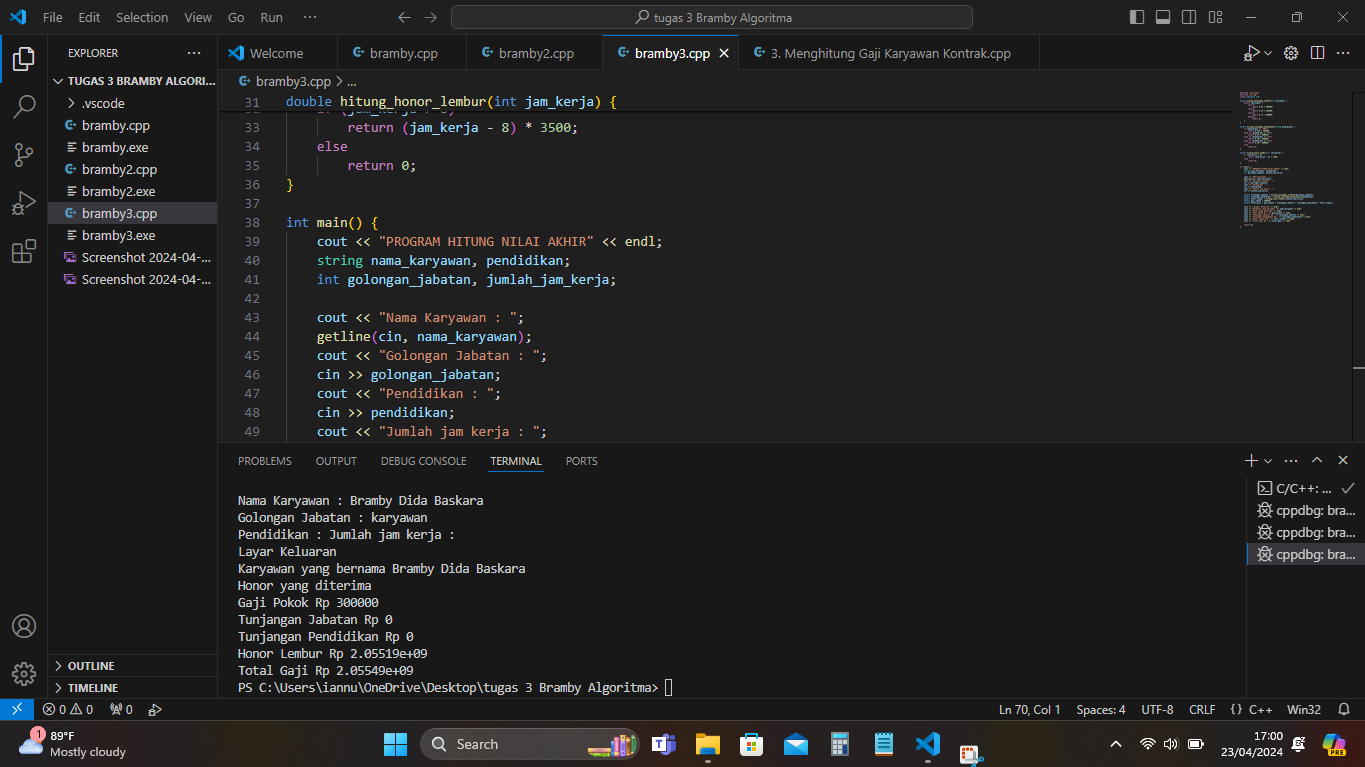 File Edit Selection View Go Run ··· tugas 3 Bramby Algoritma
EXPLORER ···
TUGAS 3 BRAMBY ALGORI...
.vscode
bramby.cpp
bramby.exe
bramby2.cpp
bramby2.exe
bramby3.cpp
bramby3.exe
Screenshot 2024-04-...
Screenshot 2024-04-...
OUTLINE
TIMELINE
Welcome bramby.cpp bramby2.cpp bramby3.cpp 3. Menghitung Gaji Karyawan Kontrak.cpp
bramby3.cpp > ...
31 double hitung_honor_lembur(int jam_kerja) {
33 return (jam_kerja - 8) * 3500;
34 else
35 return 0;
36 }
37
38 int main() {
39 cout << "PROGRAM HITUNG NILAI AKHIR" << endl;
40 string nama_karyawan, pendidikan;
41 int golongan_jabatan, jumlah_jam_kerja;
42
43 cout << "Nama Karyawan : ";
44 getline(cin, nama_karyawan);
45 cout << "Golongan Jabatan : ";
46 cin >> golongan_jabatan;
47 cout << "Pendidikan : ";
48 cin >> pendidikan;
49 cout << "Jumlah jam kerja : ";
PROBLEMS OUTPUT DEBUG CONSOLE TERMINAL PORTS
Nama Karyawan : Bramby Dida Baskara
Golongan Jabatan : karyawan
Pendidikan : Jumlah jam kerja :
Layar Keluaran
Karyawan yang bernama Bramby Dida Baskara
Honor yang diterima
Gaji Pokok Rp 300000
Tunjangan Jabatan Rp 0
Tunjangan Pendidikan Rp 0
Honor Lembur Rp 2.05519e+09
Total Gaji Rp 2.05549e+09
PS C:\Users\iannu\OneDrive\Desktop\tugas 3 Bramby Algoritma>
C/C++: ...
cppdbg: bra...
cppdbg: bra...
cppdbg: bra...
0 0 0 Ln 70, Col 1 Spaces: 4 UTF-8 CRLF {} C++ Win32
1 89°F
Mostly cloudy
Search
17:00
23/04/2024
PRE